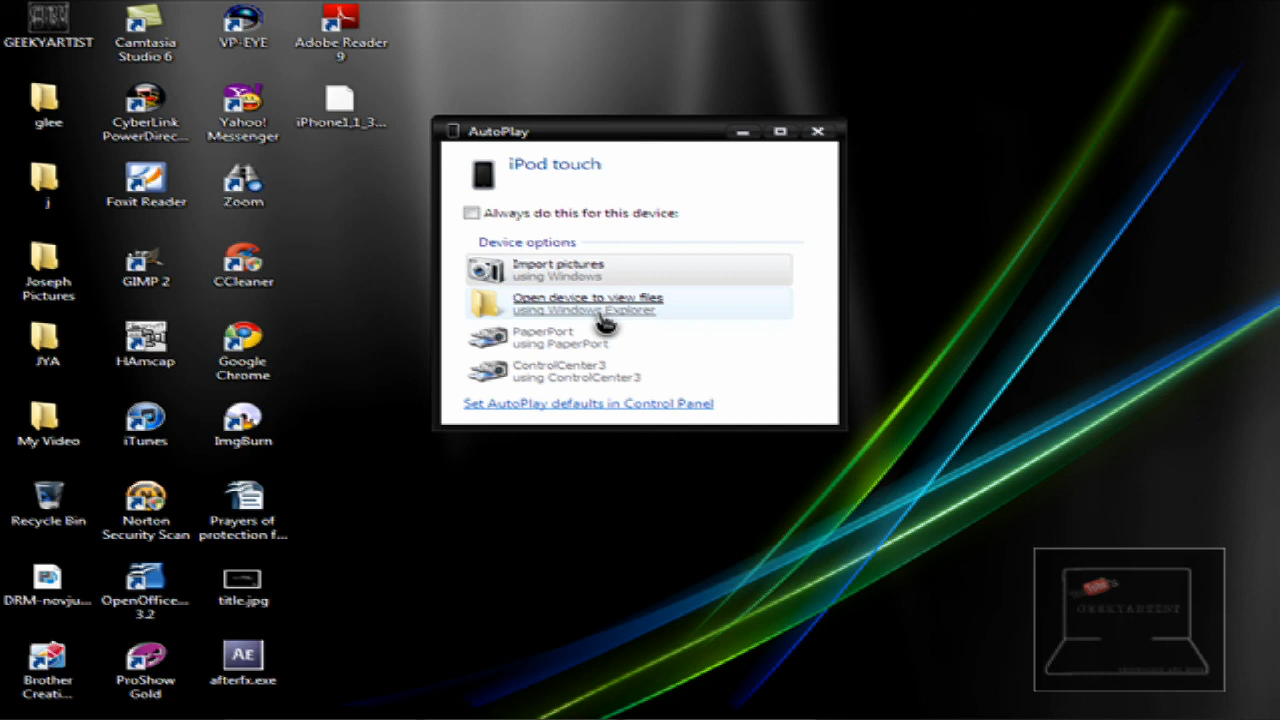 GEEKYARTIST
Camtasia
Studio 6
VP-EYE
Adobe Reader
9
glee
CyberLink
PowerDirec...
Yahoo!
Messenger
iPhone1,1_3...
j
Foxit Reader
Zoom
Joseph
Pictures
GIMP 2
CCleaner
JYA
HAmcap
Google
Chrome
My Video
iTunes
ImgBurn
Recycle Bin
Norton
Security Scan
Prayers of
protection f...
DRM-novju...
OpenOffice....
3.2
title.jpg
Brother
Creati...
ProShow
Gold
AE
afterfx.exe
AutoPlay
iPod touch
Always do this for this device:
Device options
Import pictures
using Windows
Open device to view files
using Windows Explorer
PaperPort
using PaperPort
ControlCenter3
using ControlCenter3
Set AutoPlay defaults in Control Panel
GEEKYARTIST